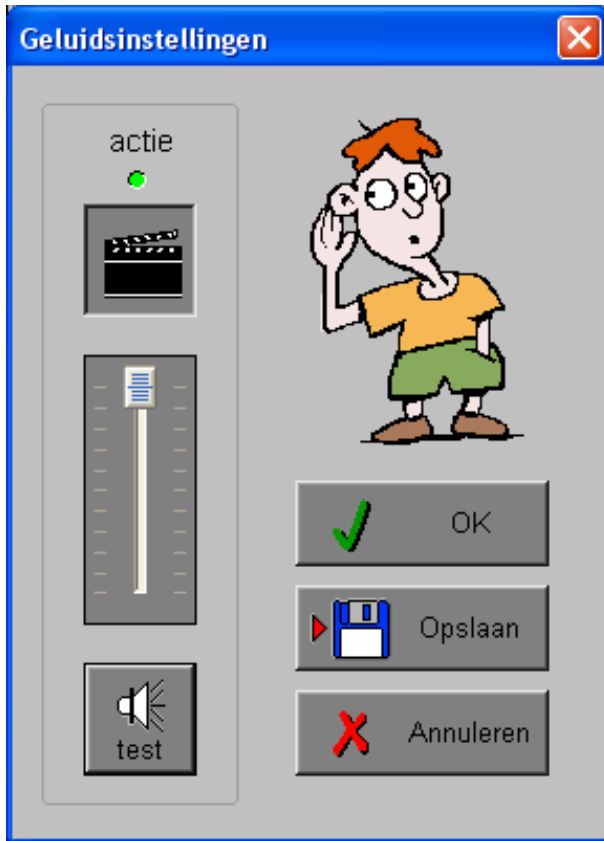 Geluidsinstellingen
actie
test
OK
Opslaan
Annuleren